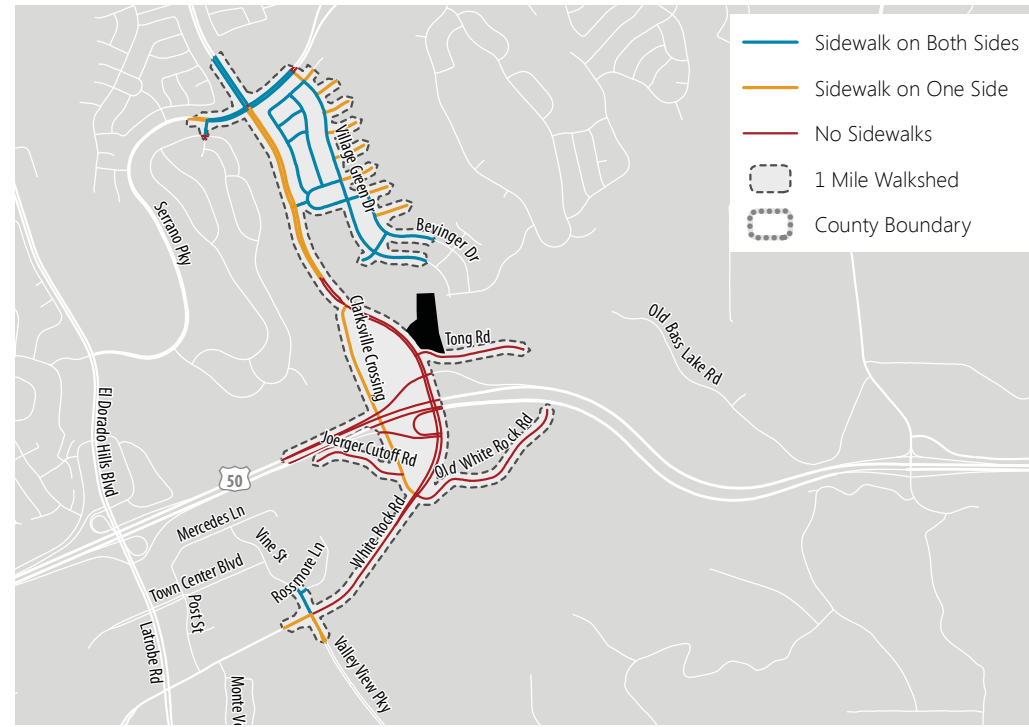 Sidewalk on Both Sides
Sidewalk on One Side
No Sidewalks
1 Mile Walkshed
County Boundary
Village Green Dr
Serrano Pky
Bevinger Dr
Clarksville Crossing
Tong Rd
Old Bass Lake Rd
El Dorado Hills Blvd
Joerger Cutoff Rd
Old White Rock Rd
50
White Rock Rd
Mercedes Ln
Vine St
Rossmore Ln
Town Center Blvd
Post St
Latrobe Rd
Valley View Pky
Monte Ve